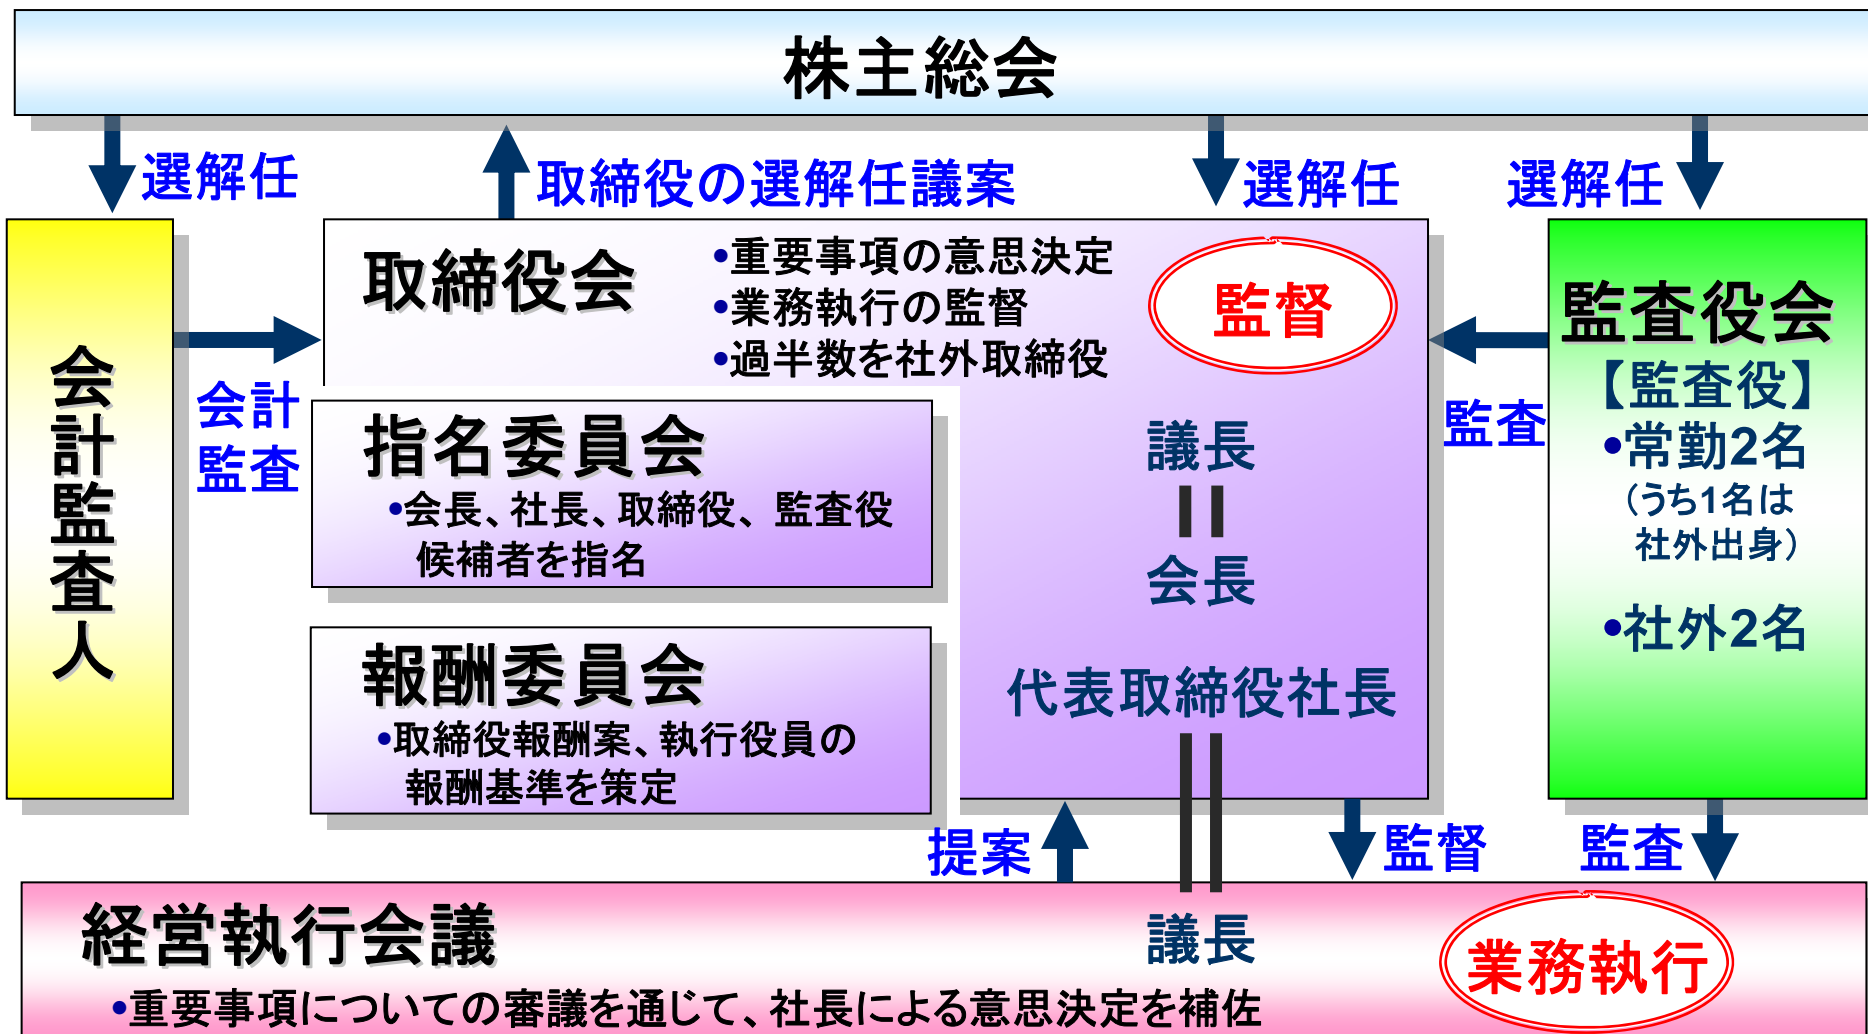 株主総会
選解任
取締役の選解任議案
選解任
選解任
会計監査人
会計
監査
取締役会
•重要事項の意思決定
•業務執行の監督
•過半数を社外取締役
監督
指名委員会
•会長、社長、取締役、監査役
候補者を指名
報酬委員会
•取締役報酬案、執行役員の
報酬基準を策定
議長
会長
代表取締役社長
監査
監査役会
【監査役】
•常勤2名
（うち1名は
社外出身）
•社外2名
提案
監督
監査
経営執行会議
議長
業務執行
•重要事項についての審議を通じて、社長による意思決定を補佐